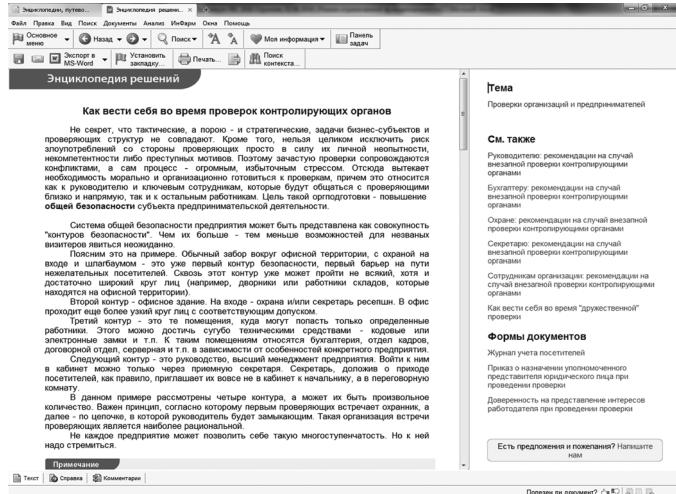 Энциклопедии, путево...
Энциклопедия решени... ×
Файл Правка Вид Поиск Документы Анализ ИнФарм Окна Помощь
Основное меню Назад Поиск Моя информация Панель задач
Экспорт в MS-Word Установить закладку... Печать... Поиск контекста...
Энциклопедия решений
Как вести себя во время проверок контролирующих органов
Не секрет, что тактические, а порою - и стратегические, задачи бизнес-субъектов и
проверяющих структур не совпадают. Кроме того, нельзя целиком исключить риск
злоупотреблений со стороны проверяющих просто в силу их личной неопытности,
некомпетентности либо преступных мотивов. Поэтому зачастую проверки сопровождаются
конфликтами, а сам процесс - огромным, избыточным стрессом. Отсюда вытекает
необходимость морально и организационно готовиться к проверкам, причем это относится
как к руководителю и ключевым сотрудникам, которые будут общаться с проверяющими
близко и напрямую, так и к остальным работникам. Цель такой оргподготовки - повышение
общей безопасности субъекта предпринимательской деятельности.
Система общей безопасности предприятия может быть представлена как совокупность
"контуров безопасности". Чем их больше - тем меньше возможностей для незваных
визитеров явиться неожиданно.
Поясним это на примере. Обычный забор вокруг офисной территории, с охраной на
входе и шлагбаумом - это уже первый контур безопасности, первый барьер на пути
нежелательных посетителей. Сквозь этот контур уже может пройти не всякий, хотя и
достаточно широкий круг лиц (например, дворники или работники складов, которые
находятся на офисной территории).
Второй контур - офисное здание. На входе - охрана и/или секретарь ресепшн. В офис
проходит еще более узкий круг лиц с соответствующим допуском.
Третий контур - это те помещения, куда могут попасть только определенные
работники. Этого можно достичь сугубо техническими средствами - кодовые или
электронные замки и т.п. К таким помещениям относятся бухгалтерия, отдел кадров,
договорной отдел, серверная и т.п. в зависимости от особенностей конкретного предприятия.
Следующий контур - это руководство, высший менеджмент предприятия. Войти к ним
в кабинет можно только через приемную секретаря. Секретарь, доложив о приходе
посетителей, как правило, приглашает их вовсе не в кабинет к начальнику, а в переговорную
комнату.
В данном примере рассмотрены четыре контура, а может их быть произвольное
количество. Важен принцип, согласно которому первым проверяющих встречает охранник, а
далее - по цепочке, в которой руководитель будет замыкающим. Такая организация встречи
проверяющих является наиболее рациональной.
Не каждое предприятие может позволить себе такую многоступенчатость. Но к ней
надо стремиться.
Примечание
Тема
Проверки организаций и предпринимателей
См. также
Руководителю: рекомендации на случай
внезапной проверки контролирующими
органами
Бухгалтеру: рекомендации на случай
внезапной проверки контролирующими
органами
Охране: рекомендации на случай внезапной
проверки контролирующими органами
Секретарю: рекомендации на случай
внезапной проверки контролирующими
органами
Сотрудникам организации: рекомендации на
случай внезапной проверки контролирующими
органами
Как вести себя во время "дружественной"
проверки
Формы документов
Журнал учета посетителей
Приказ о назначении уполномоченного
представителя юридического лица при
проведении проверки
Доверенность на представление интересов
работодателя при проведении проверки
Есть предложения и пожелания? Напишите
нам
Текст Справка Комментарии
Полезен ли документ?